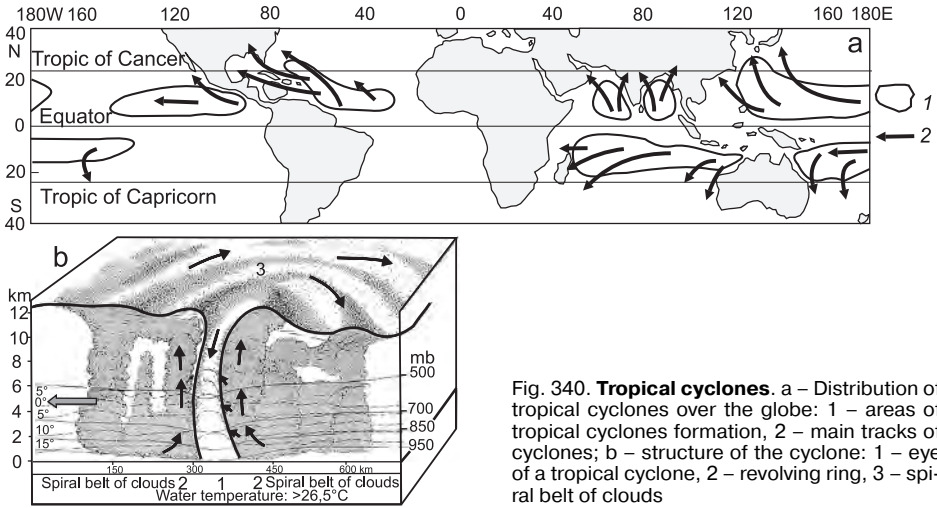 180W 160 120 80 40 0 40 80 120 160 180E
40
N
Tropic of Cancer
a
20
1
Equator
0
2
20
Tropic of Capricorn
S
40
b
3
km
12
10
mb
8
500
6
5°
0°
700
4
5°
850
10°
2
950
15°
0
150 300 450 600 km
Spiral belt of clouds 2 1 2 Spiral belt of clouds
Water temperature: >26,5°C
Fig. 340. Tropical cyclones. a – Distribution of
tropical cyclones over the globe: 1 – areas of
tropical cyclones formation, 2 – main tracks of
cyclones; b – structure of the cyclone: 1 – eye
of a tropical cyclone, 2 – revolving ring, 3 – spi-
ral belt of clouds